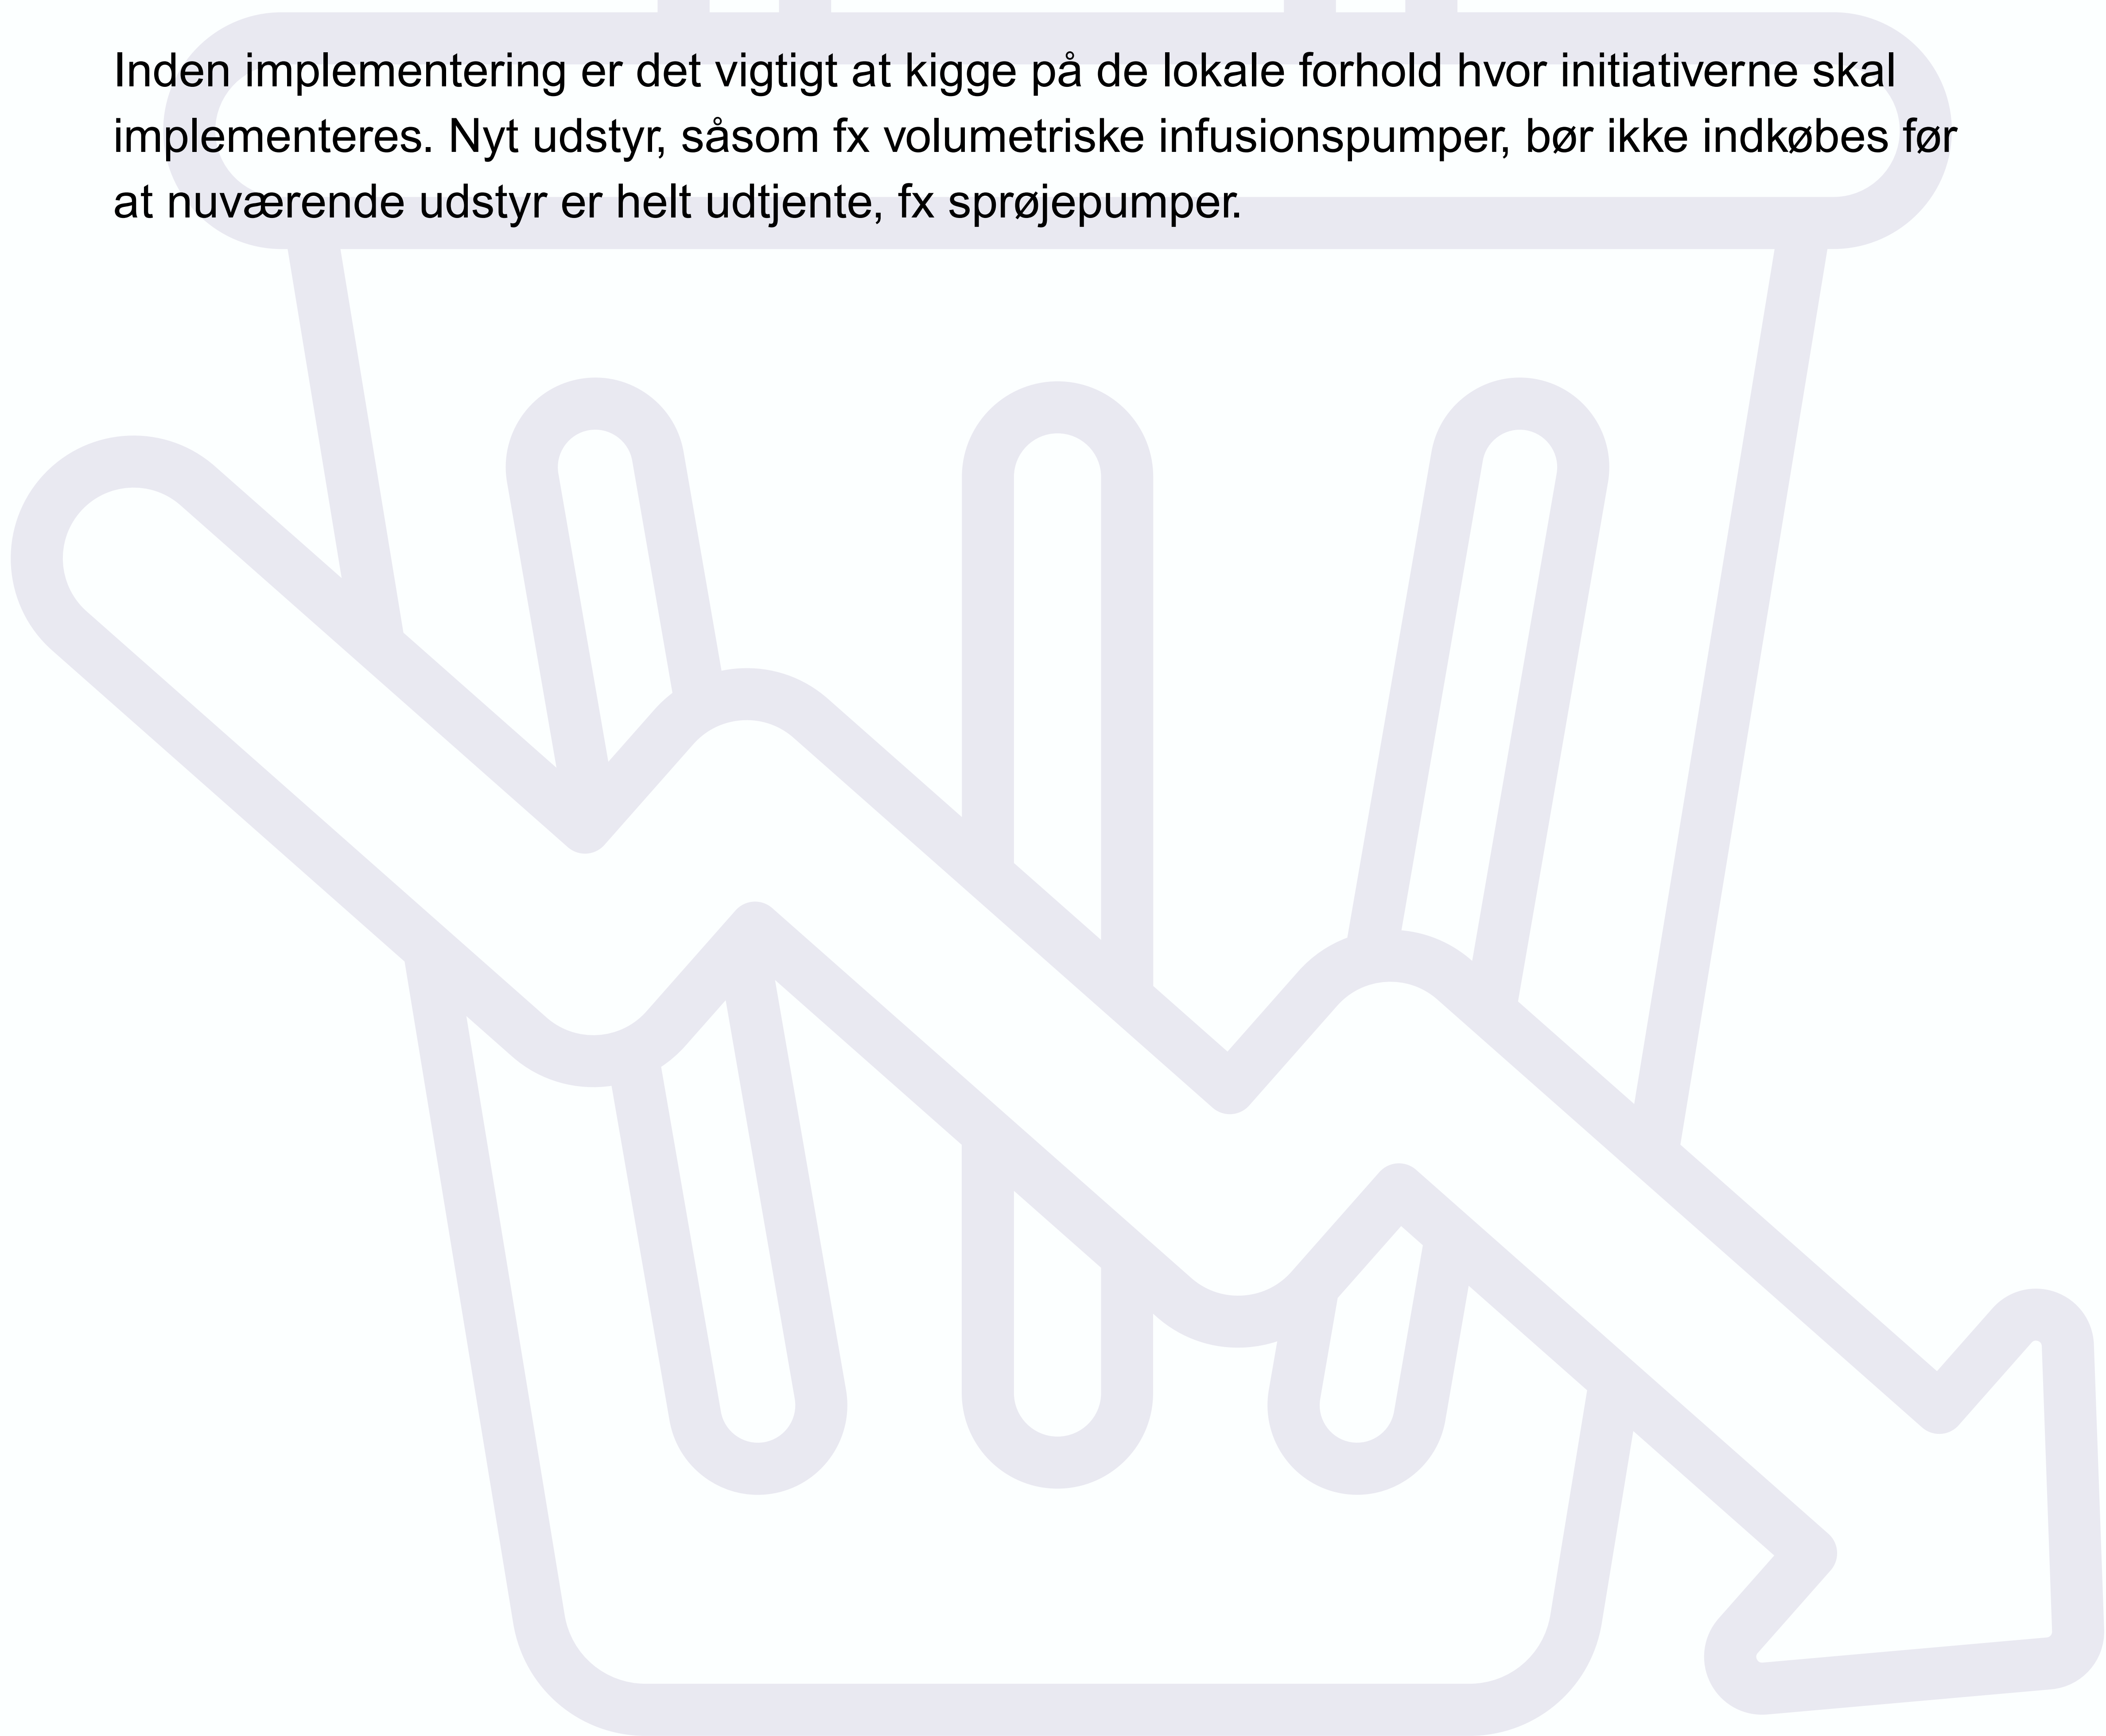 Inden implementering er det vigtigt at kigge på de lokale forhold hvor initiativerne skal
implementeres. Nyt udstyr, såsom fx volumetriske infusionspumper, bør ikke indkøbes før
at nuværende udstyr er helt udtjente, fx sprøjepumper.